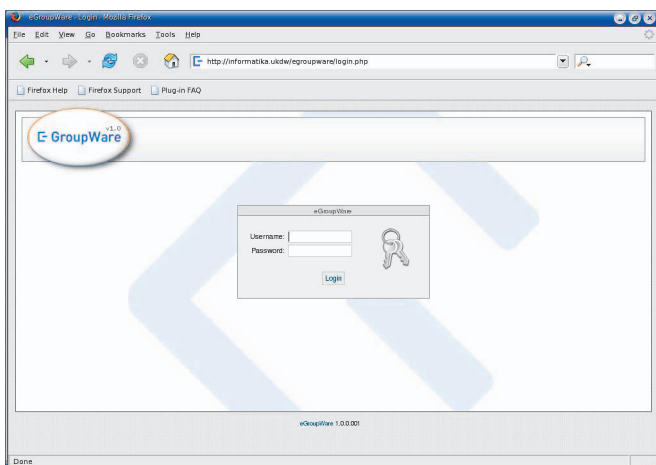 eGroupWare - Login - Mozilla Firefox
File Edit View Go Bookmarks Tools Help
http://informatika.ukdw/egroupware/login.php
Firefox Help Firefox Support Plug-in FAQ
v1.0
E-GroupWare
eGroupWare
Username:
Password:
Login
eGroupWare 1.0.0.001
Done